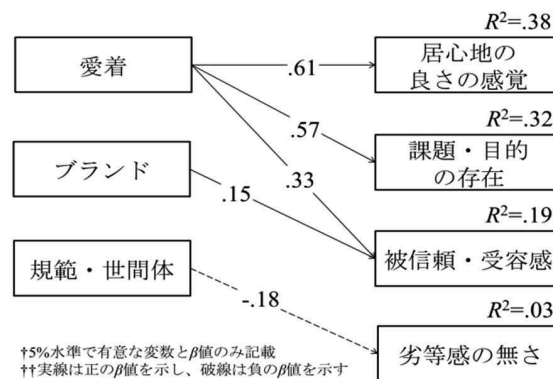 R²=.38
愛着
.61
居心地の
良さの感覚
R²=.32
.57
課題・目的
の存在
ブランド
.15
.33
R²=.19
被信頼・受容感
規範・世間体
-.18
R²=.03
劣等感の無さ
†5%水準で有意な変数とβ値のみ記載
††実線は正のβ値を示し、破線は負のβ値を示す